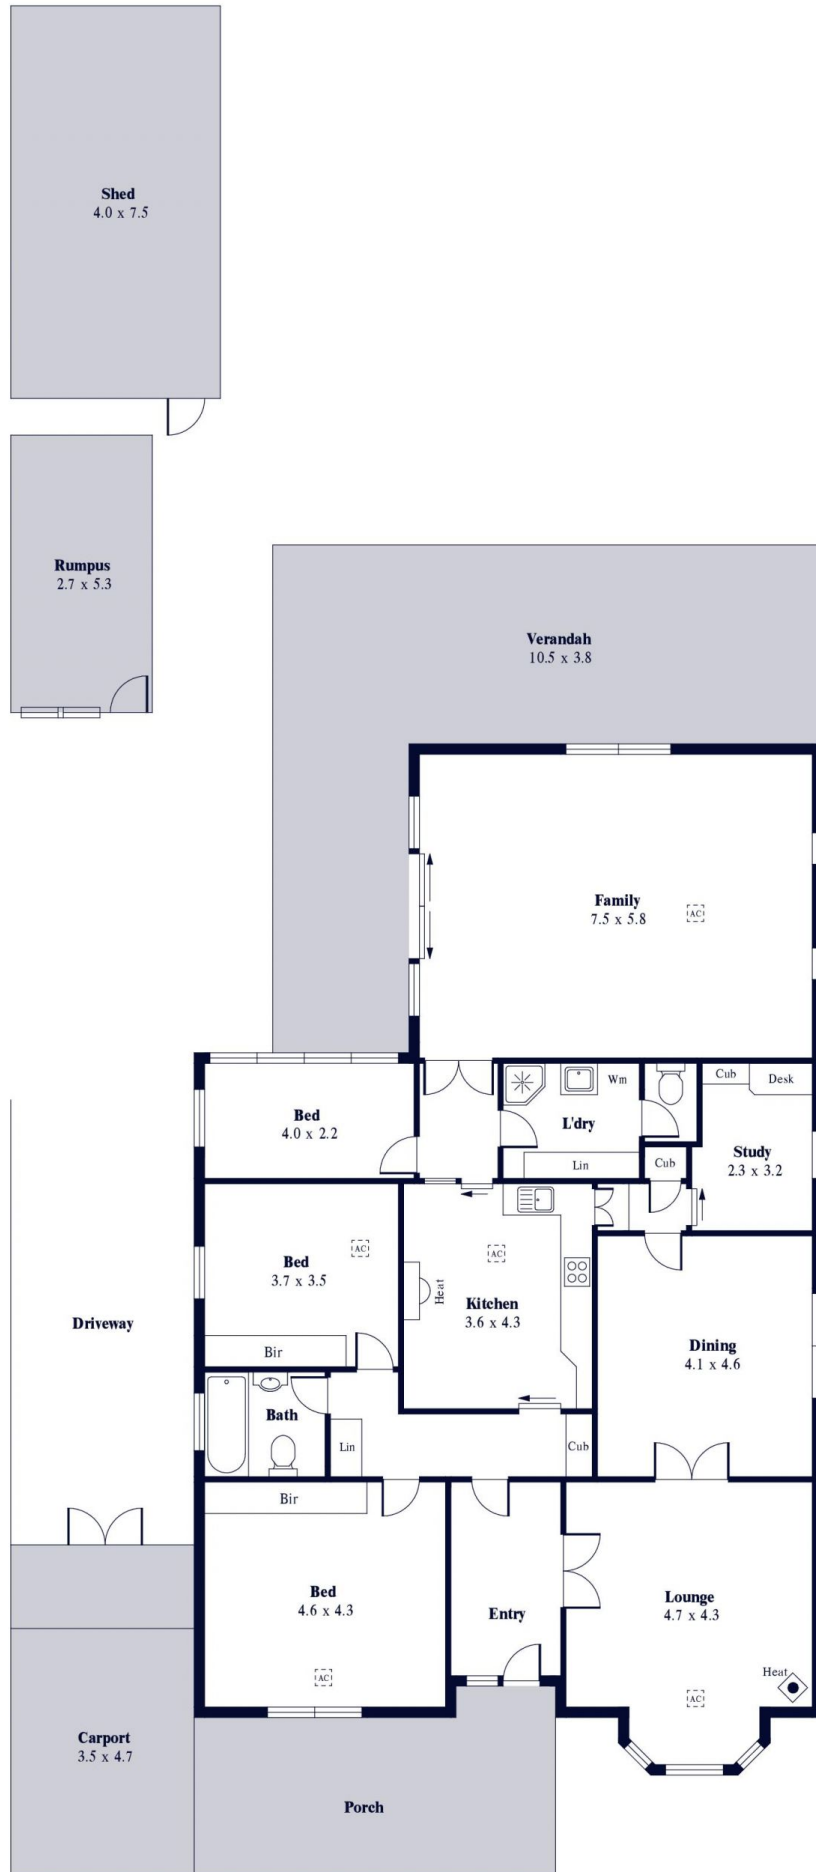 Shed
4.0 x 7.5
Rumpus
2.7 x 5.3
Verandah
10.5 x 3.8
Family
7.5 x 5.8
AC
Bed
4.0 x 2.2
Wm
L'dry
Lin
Cub
Desk
Study
2.3 x 3.2
Cub
Bed
3.7 x 3.5
AC
Bir
AC
Heat
Kitchen
3.6 x 4.3
Driveway
Dining
4.1 x 4.6
Bath
Lin
Cub
Bir
Bed
4.6 x 4.3
AC
Entry
Lounge
4.7 x 4.3
Heat
AC
Carport
3.5 x 4.7
Porch